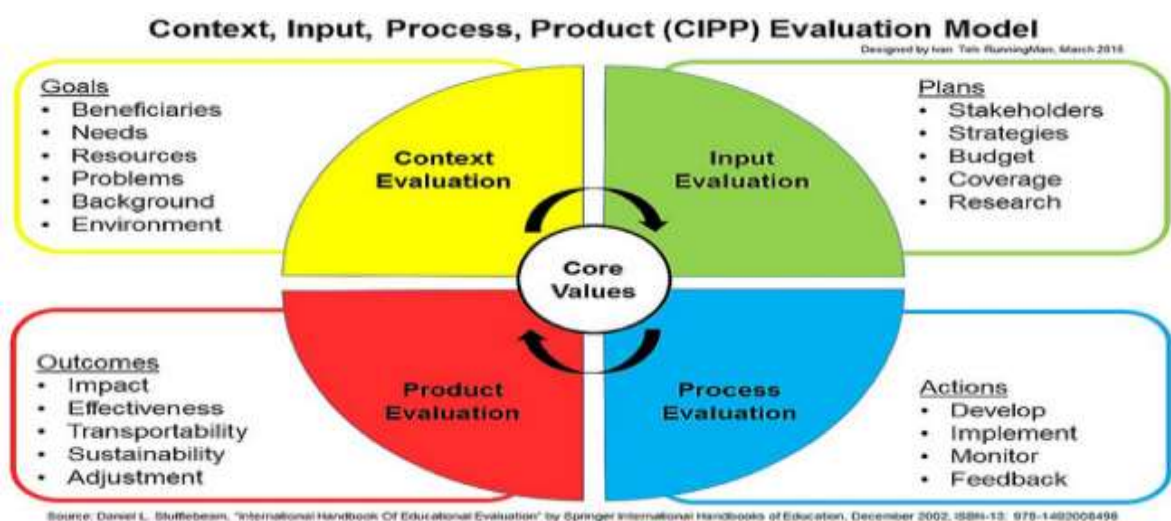 Context, Input, Process, Product (CIPP) Evaluation Model
Designed by Ivan Teh RunningMan, March 2015
Goals
• Beneficiaries
• Needs
• Resources
• Problems
• Background
• Environment
Context
Evaluation
Input
Evaluation
Plans
• Stakeholders
• Strategies
• Budget
• Coverage
• Research
Core
Values
Outcomes
• Impact
• Effectiveness
• Transportability
• Sustainability
• Adjustment
Product
Evaluation
Process
Evaluation
Actions
• Develop
• Implement
• Monitor
• Feedback
Source: Daniel L. Stufflebeam, "International Handbook Of Educational Evaluation" by Springer International Handbooks of Education, December 2002, ISBN-13: